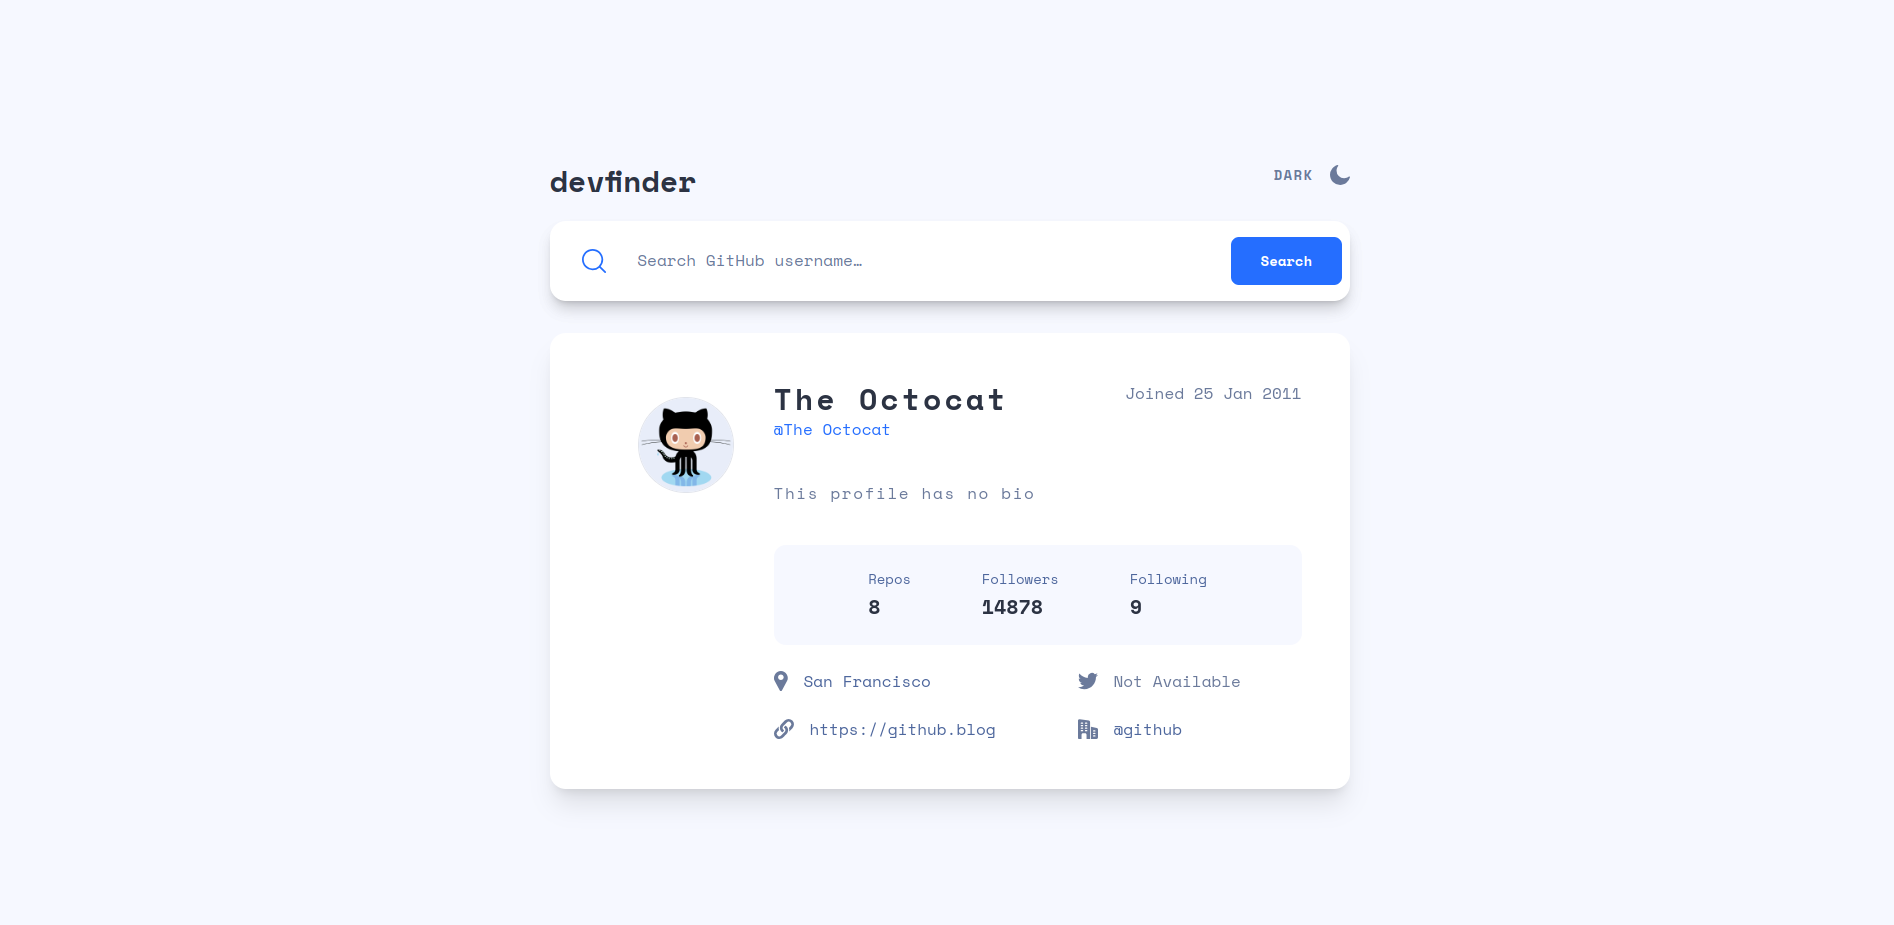 devfinder
DARK
Search GitHub username…
Search
The Octocat
Joined 25 Jan 2011
@The Octocat
This profile has no bio
Repos Followers Following
8 14878 9
San Francisco
Not Available
https://github.blog
@github